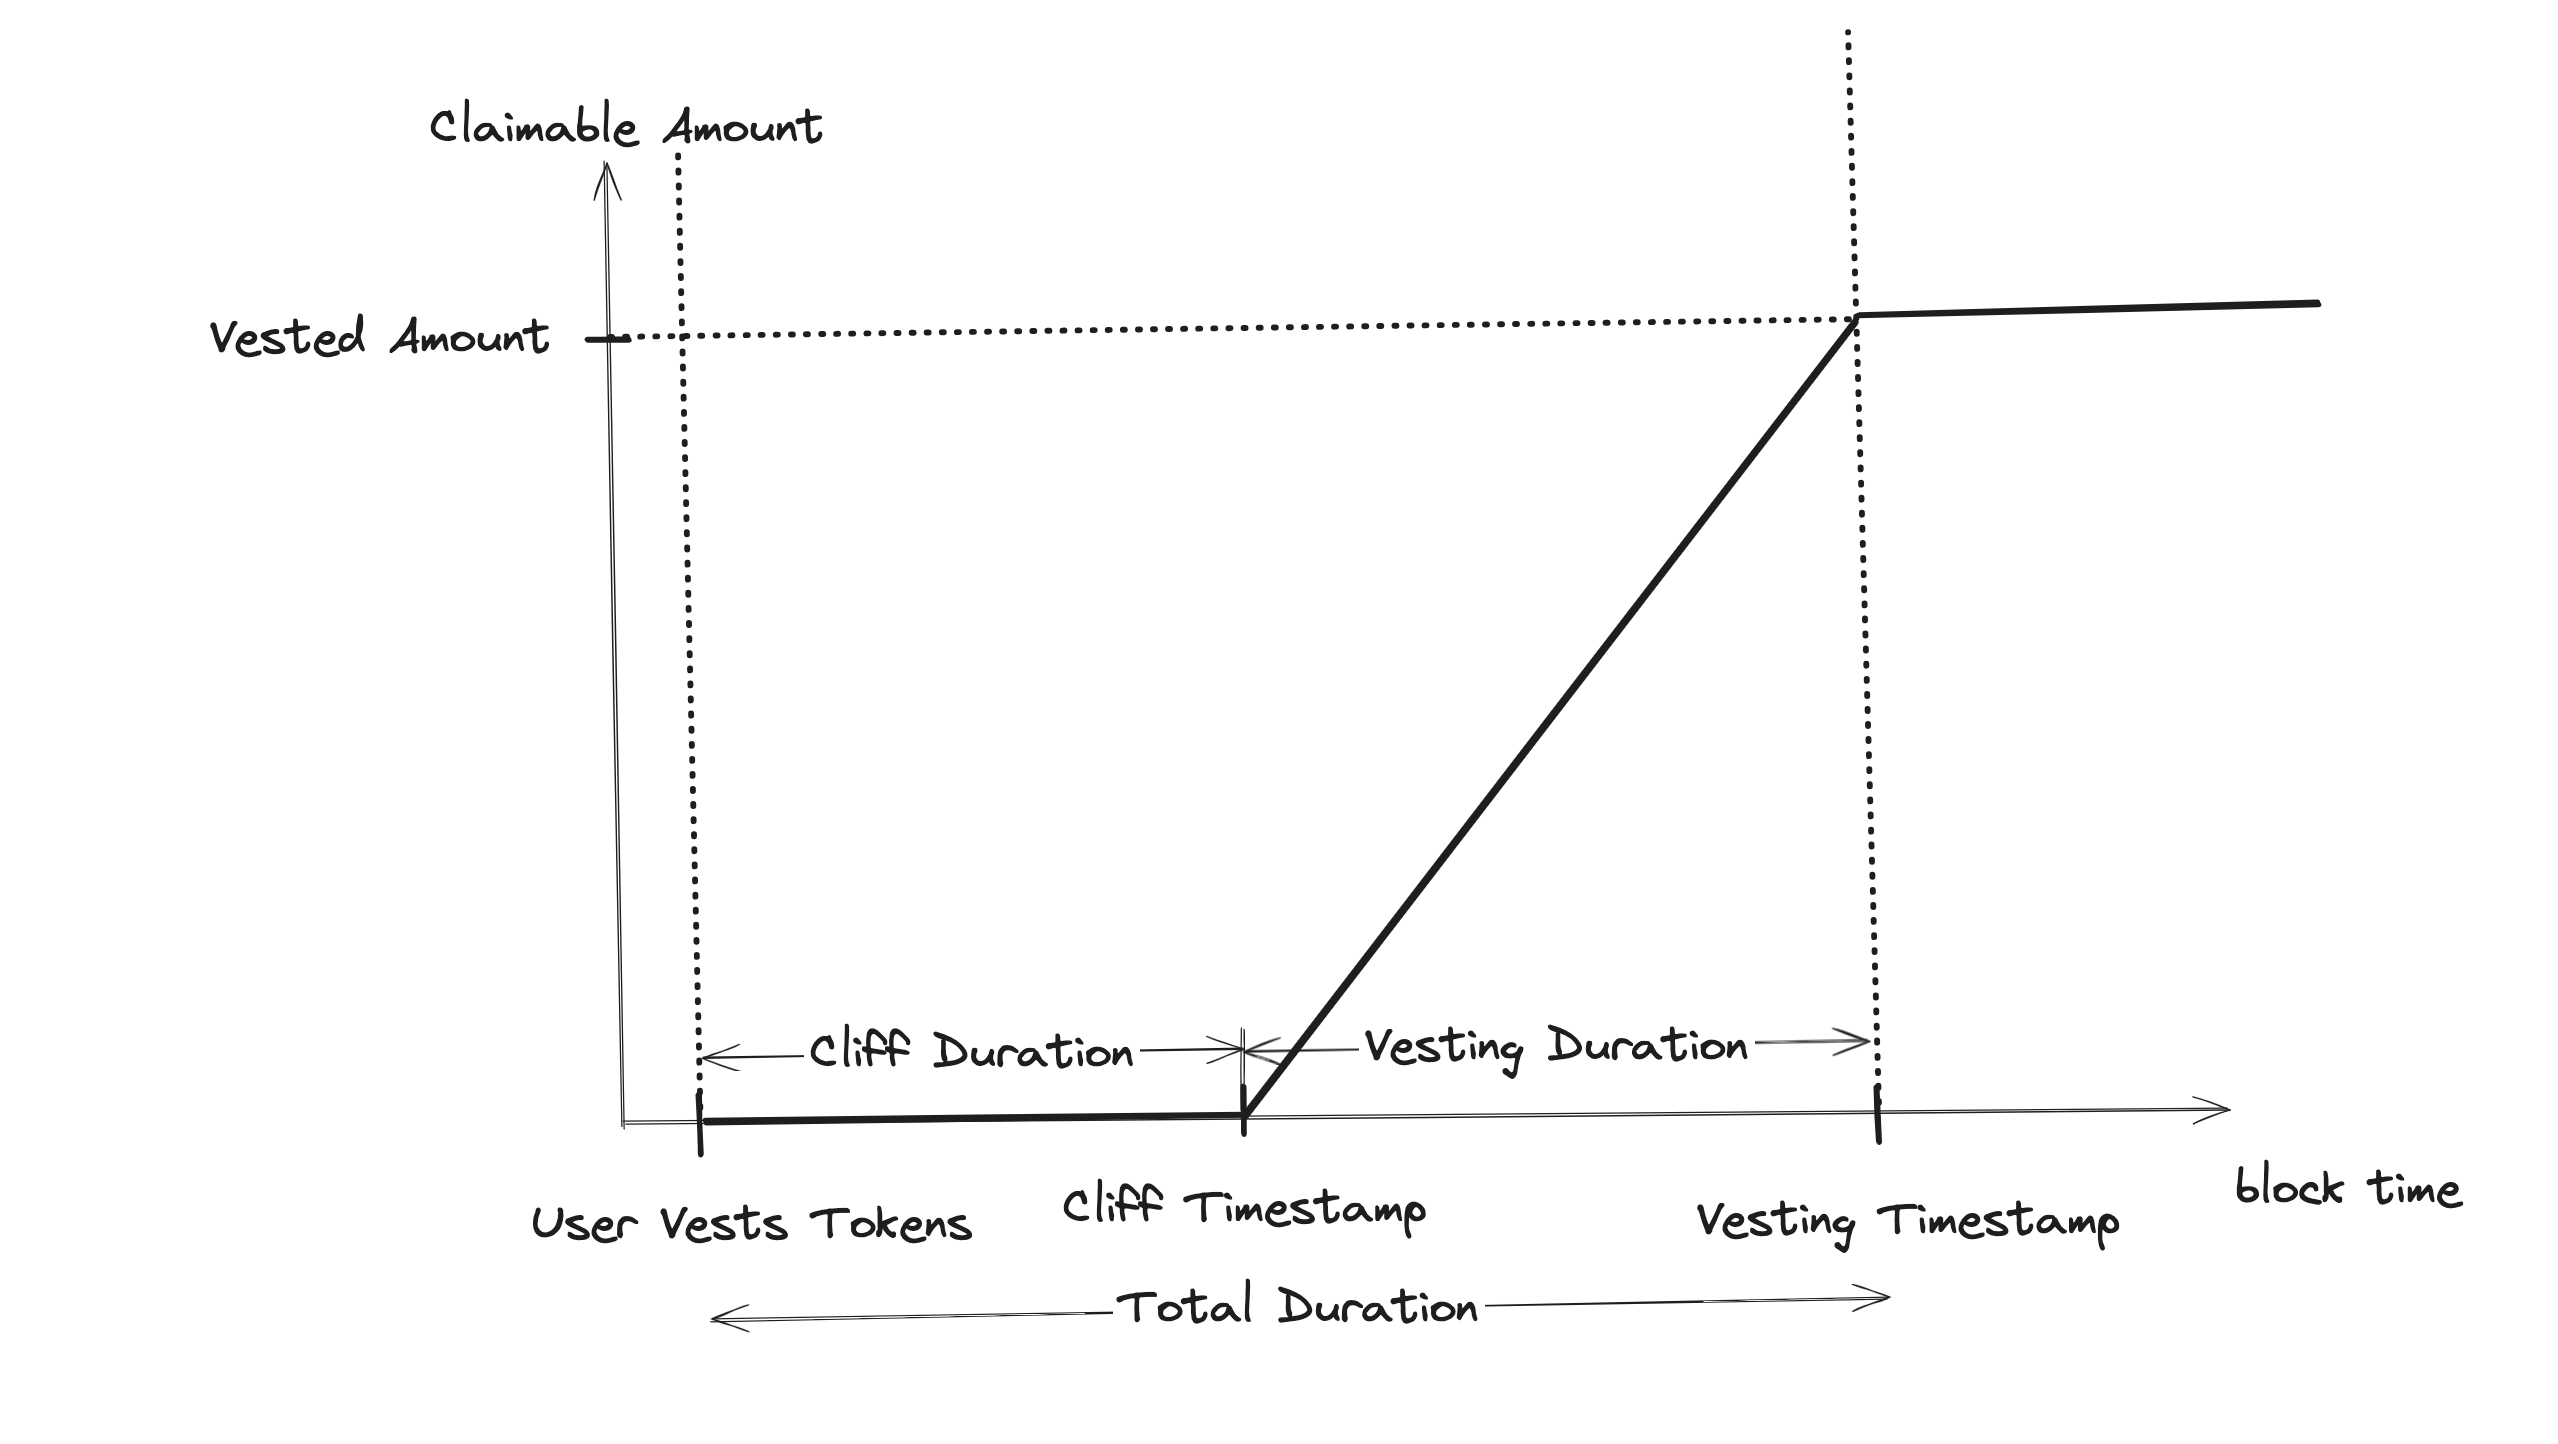 Claimable Amount
Vested Amount
Cliff Duration
Vesting Duration
User Vests Tokens
Cliff Timestamp
Vesting Timestamp
block time
Total Duration